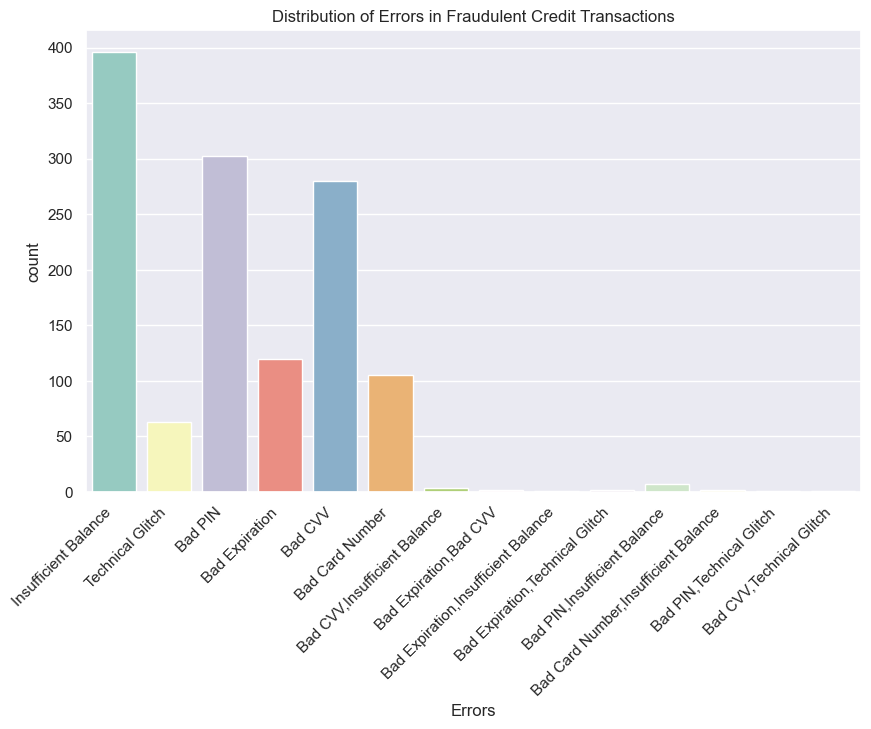 Distribution of Errors in Fraudulent Credit Transactions
count
400
350
300
250
200
150
100
50
0
Insufficient Balance
Technical Glitch
Bad PIN
Bad Expiration
Bad CVV
Bad Card Number
Bad CVV,Insufficient Balance
Bad Expiration,Bad CVV
Bad Expiration,Insufficient Balance
Bad Expiration,Technical Glitch
Bad PIN,Insufficient Balance
Bad Card Number,Insufficient Balance
Bad PIN,Technical Glitch
Bad CVV,Technical Glitch
Errors